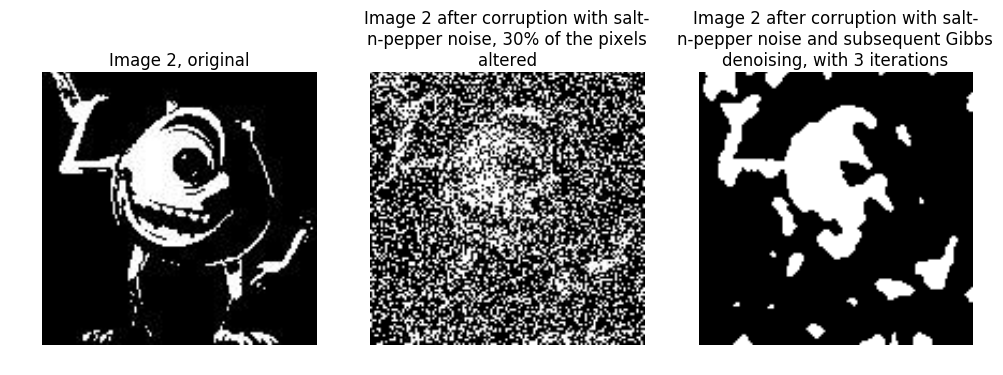 Image 2, original
Image 2 after corruption with salt-
n-pepper noise, 30% of the pixels
altered
Image 2 after corruption with salt-
n-pepper noise and subsequent Gibbs
denoising, with 3 iterations